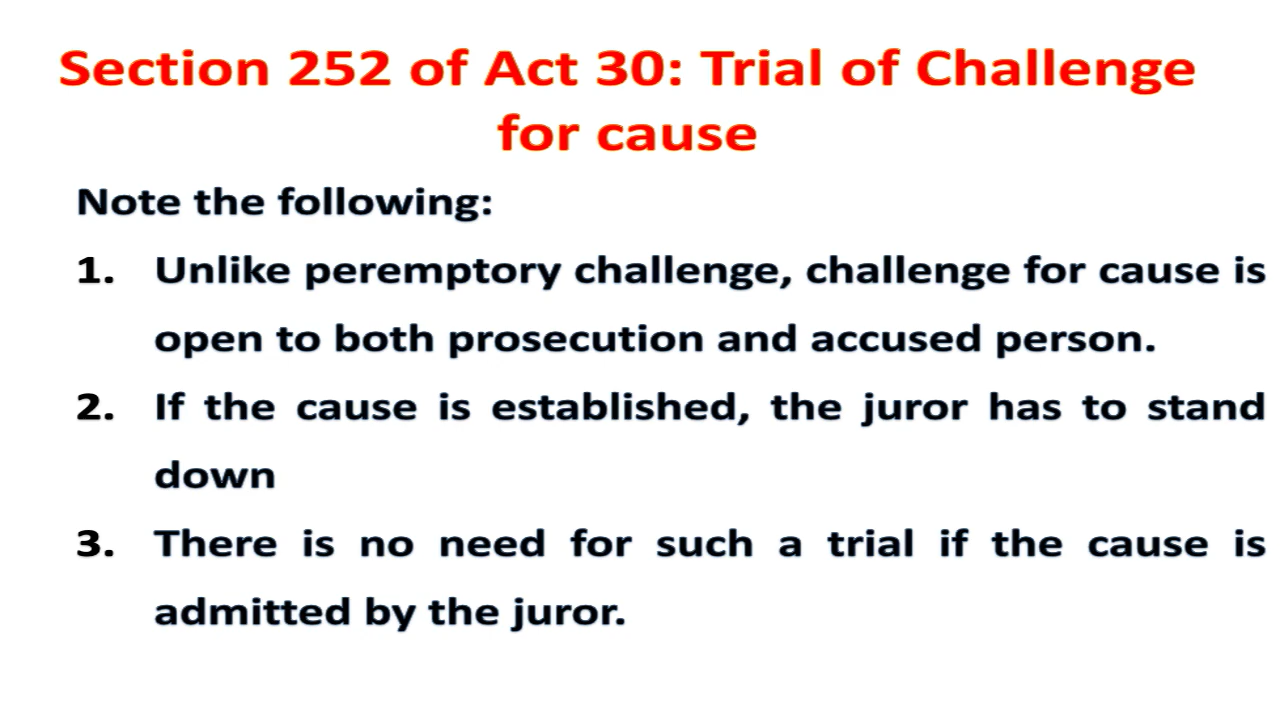 Section 252 of Act 30: Trial of Challenge
for cause
Note the following:
1. Unlike peremptory challenge, challenge for cause is
open to both prosecution and accused person.
2. If the cause is established, the juror has to stand
down
3. There is no need for such a trial if the cause is
admitted by the juror.